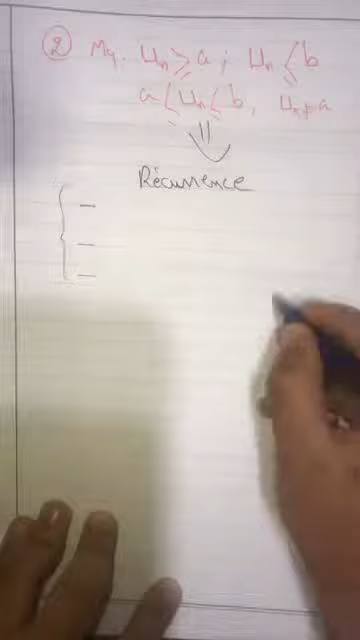 ② Mq. Un ≥ a ; Un ≤ b
a ≤ Un ≤ b, Un ≠ a
⇓
Récurrence
{ –
–
–